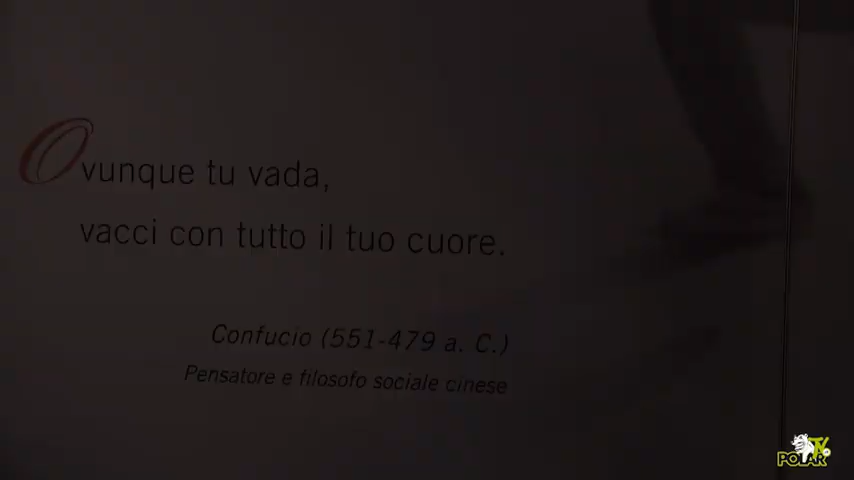 Ovunque tu vada,
vacci con tutto il tuo cuore.
Confucio (551-479 a. C.)
Pensatore e filosofo sociale cinese
POLAR TV